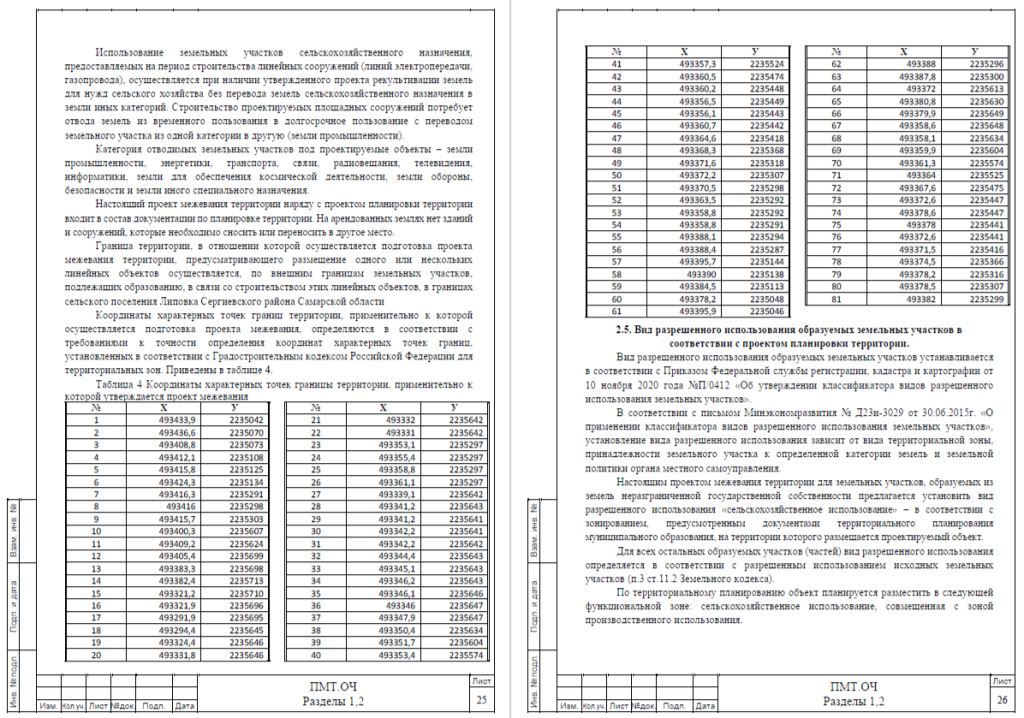 Использование земельных участков сельскохозяйственного назначения,
предоставляемых на период строительства линейных сооружений (линий электропередачи,
газопровода), осуществляется при наличии утвержденного проекта рекультивации земель
для нужд сельского хозяйства без перевода земель сельскохозяйственного назначения в
земли иных категорий. Строительство проектируемых площадных сооружений потребует
отвода земель из временного пользования в долгосрочное пользование с переводом
земельного участка из одной категории в другую (земли промышленности).
Категория отводимых земельных участков под проектируемые объекты – земли
промышленности, энергетики, транспорта, связи, радиовещания, телевидения,
информатики, земли для обеспечения космической деятельности, земли обороны,
безопасности и земли иного специального назначения.
Настоящий проект межевания территории наряду с проектом планировки территории
входит в состав документации по планировке территории. На арендованных землях нет зданий
и сооружений, которые необходимо сносить или переносить в другое место.
Граница территории, в отношении которой осуществляется подготовка проекта
межевания территории, предусматривающего размещение одного или нескольких
линейных объектов осуществляется, по внешним границам земельных участков,
подлежащих образованию, в связи со строительством этих линейных объектов, в границах
сельского поселения Липовка Сергиевского района Самарской области
Координаты характерных точек границ территории, применительно к которой
осуществляется подготовка проекта межевания, определяются в соответствии с
требованиями к точности определения координат характерных точек границ,
установленных в соответствии с Градостроительным кодексом Российской Федерации для
территориальных зон. Приведены в таблице 4.
Таблица 4 Координаты характерных точек границы территории, применительно к
которой утверждается проект межевания
№ X У
1 493433,9 2235042
2 493436,6 2235070
3 493408,8 2235073
4 493412,1 2235108
5 493415,8 2235125
6 493424,3 2235134
7 493416,3 2235291
8 493416 2235298
9 493415,7 2235303
10 493400,3 2235607
11 493409,2 2235624
12 493405,4 2235699
13 493383,3 2235698
14 493382,4 2235713
15 493321,2 2235710
16 493321,9 2235696
17 493291,9 2235695
18 493294,4 2235645
19 493324,4 2235646
20 493331,8 2235646
№ X У
21 493332 2235642
22 493331 2235642
23 493353,1 2235297
24 493355,4 2235297
25 493358,8 2235297
26 493361,1 2235297
27 493339,1 2235642
28 493341,2 2235643
29 493341,2 2235641
30 493342,2 2235641
31 493342,2 2235642
32 493344,4 2235643
33 493345,1 2235643
34 493346,2 2235643
35 493346,1 2235646
36 493346 2235647
37 493347,9 2235647
38 493350,4 2235634
39 493351,7 2235604
40 493353,4 2235574
Взам. инв. №
Подп. и дата
Инв. № подп.
Изм. Кол.уч. Лист №док. Подп. Дата
ПМТ.ОЧ
Разделы 1,2
Лист
25
№ X У
41 493357,3 2235524
42 493360,5 2235474
43 493360,2 2235448
44 493356,5 2235449
45 493356,1 2235443
46 493360,7 2235442
47 493364,6 2235418
48 493368,3 2235368
49 493371,6 2235318
50 493372,2 2235307
51 493370,5 2235298
52 493363,5 2235292
53 493358,8 2235292
54 493358,8 2235291
55 493388,1 2235294
56 493388,4 2235287
57 493395,7 2235144
58 493390 2235138
59 493384,5 2235113
60 493378,2 2235048
61 493395,9 2235046
№ X У
62 493388 2235296
63 493387,8 2235300
64 493372 2235613
65 493380,8 2235630
66 493379,9 2235649
67 493358,6 2235648
68 493358,1 2235634
69 493359,9 2235604
70 493361,3 2235574
71 493364 2235525
72 493367,6 2235475
73 493372,6 2235447
74 493378,6 2235447
75 493378 2235441
76 493372,6 2235441
77 493371,5 2235416
78 493374,5 2235366
79 493378,2 2235316
80 493378,5 2235307
81 493382 2235299
2.5. Вид разрешенного использования образуемых земельных участков в
соответствии с проектом планировки территории.
Вид разрешенного использования образуемых земельных участков устанавливается
в соответствии с Приказом Федеральной службы регистрации, кадастра и картографии от
10 ноября 2020 года №П/0412 «Об утверждении классификатора видов разрешенного
использования земельных участков».
В соответствии с письмом Минэкономразвития № Д23и-3029 от 30.06.2015г. «О
применении классификатора видов разрешенного использования земельных участков»,
установление вида разрешенного использования зависит от вида территориальной зоны,
принадлежности земельного участка к определенной категории земель и земельной
политики органа местного самоуправления.
Настоящим проектом межевания территории для земельных участков, образуемых из
земель неразграниченной государственной собственности предлагается установить вид
разрешенного использования «сельскохозяйственное использование» – в соответствии с
зонированием, предусмотренным документами территориального планирования
муниципального образования, на территории которого размещается проектируемый объект.
Для всех остальных образуемых участков (частей) вид разрешенного использования
определяется в соответствии с разрешенным использованием исходных земельных
участков (п.3 ст.11.2 Земельного кодекса).
По территориальному планированию объект планируется разместить в следующей
функциональной зоне: сельскохозяйственное использование, совмещенная с зоной
производственного использования.
Взам. инв. №
Подп. и дата
Инв. № подп.
Изм. Кол.уч. Лист №док. Подп. Дата
ПМТ.ОЧ
Разделы 1,2
Лист
26